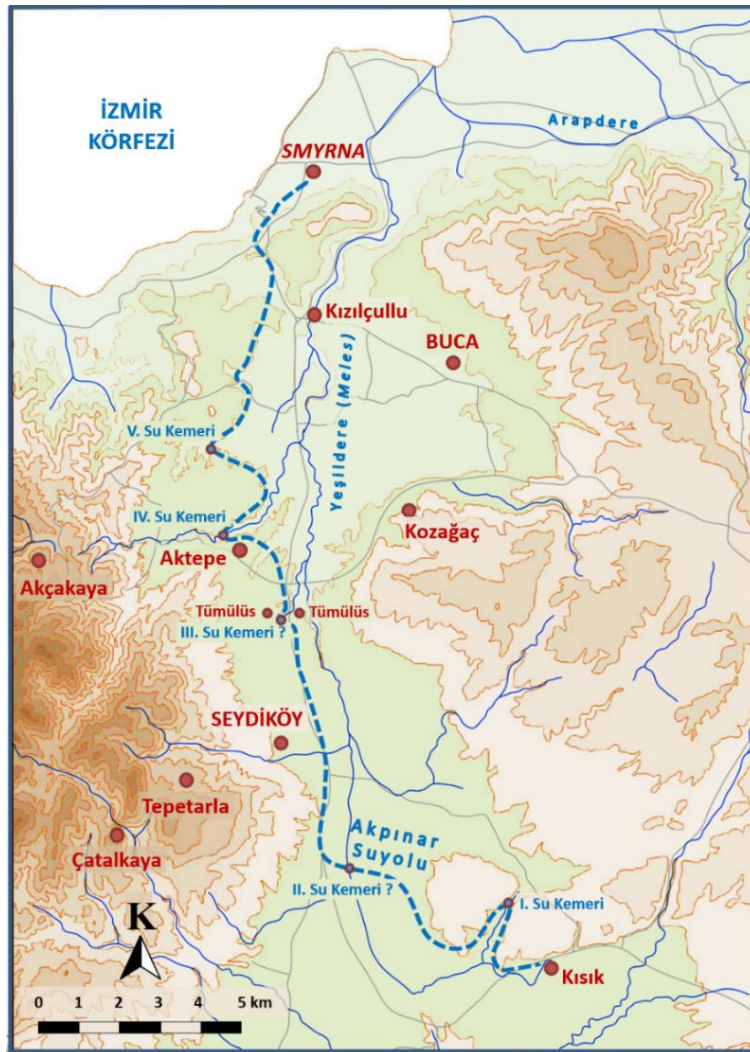 İZMİR
KÖRFEZİ
Arapdere
SMYRNA
Kızılçullu
BUCA
Yeşildere (Meles)
V. Su Kemeri
IV. Su Kemeri
Kozağaç
Aktepe
Akçakaya
Tümülüs
Tümülüs
III. Su Kemeri ?
SEYDİKÖY
Tepetarla
Akpınar
Suyolu
Çatalkaya
II. Su Kemeri ?
I. Su Kemeri
K
Kısık
0 1 2 3 4 5 km